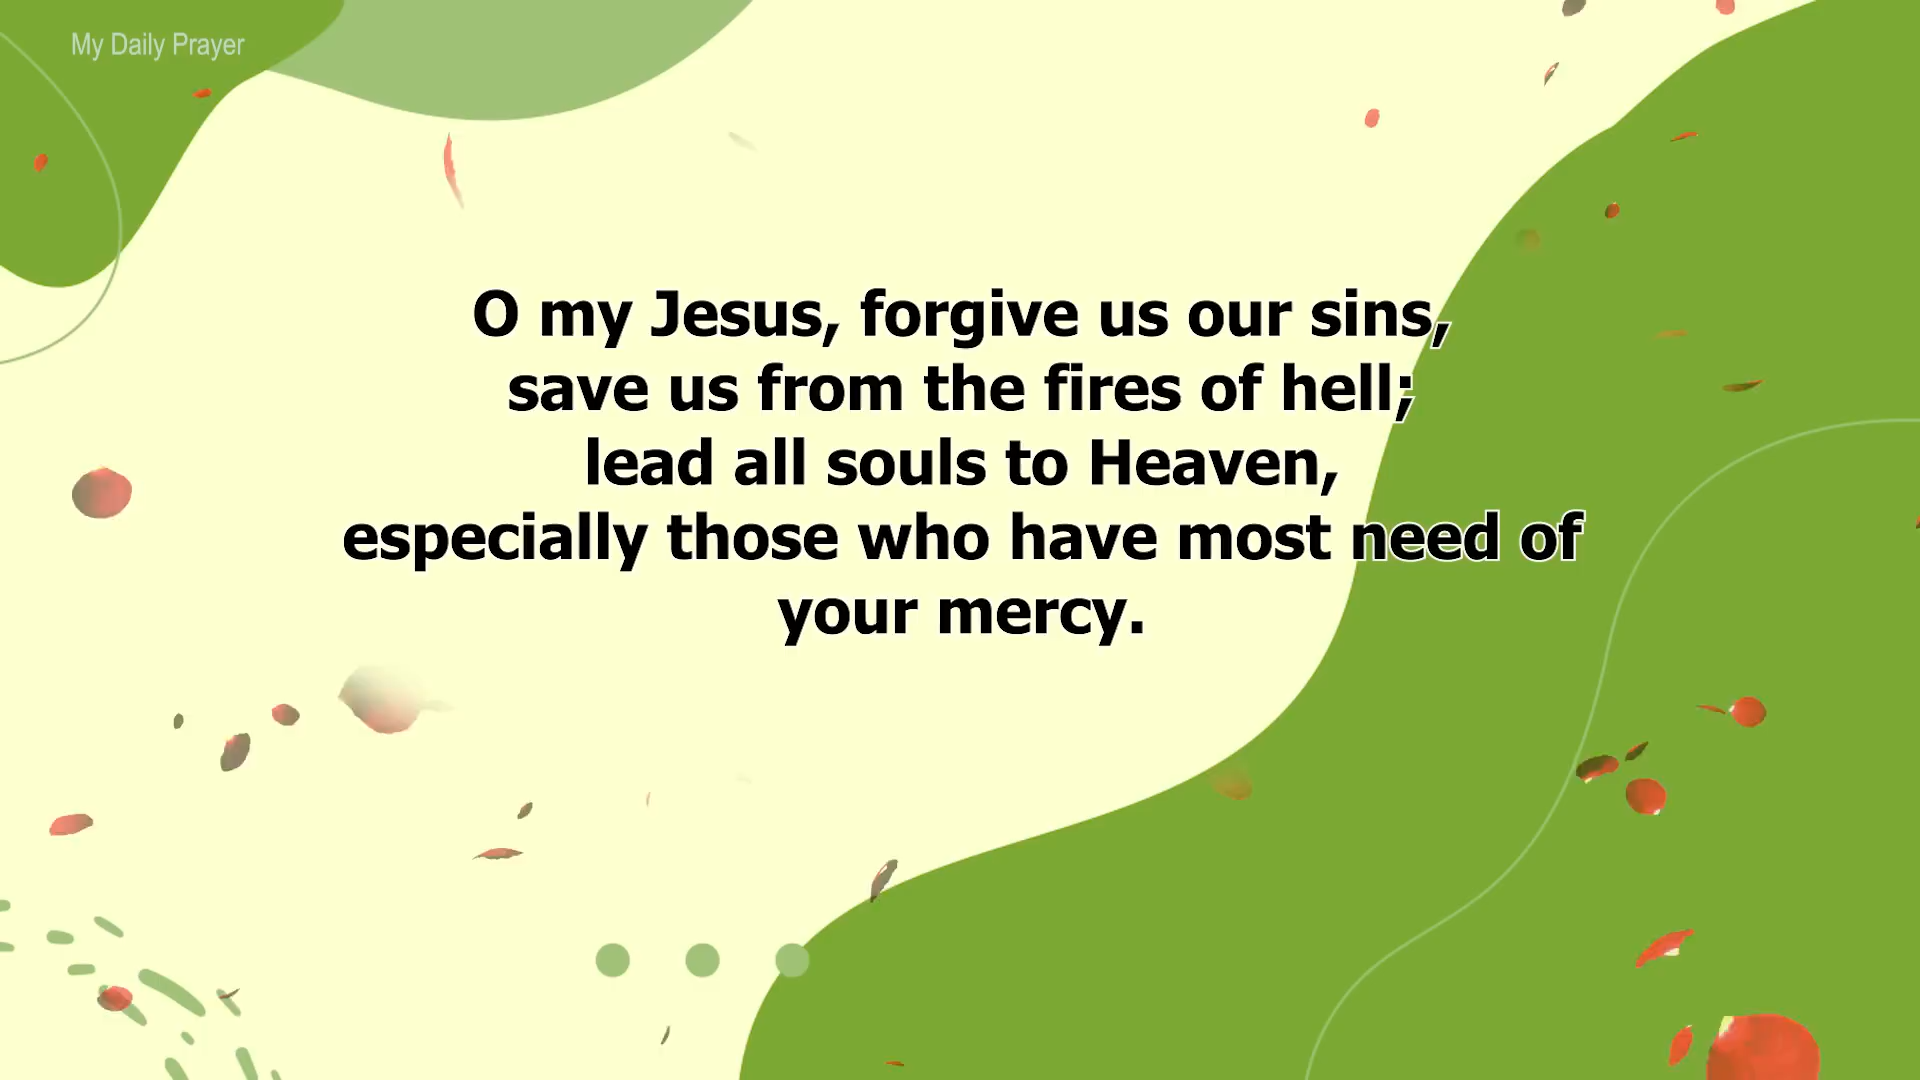 My Daily Prayer
O my Jesus, forgive us our sins,
save us from the fires of hell;
lead all souls to Heaven,
especially those who have most need of
your mercy.